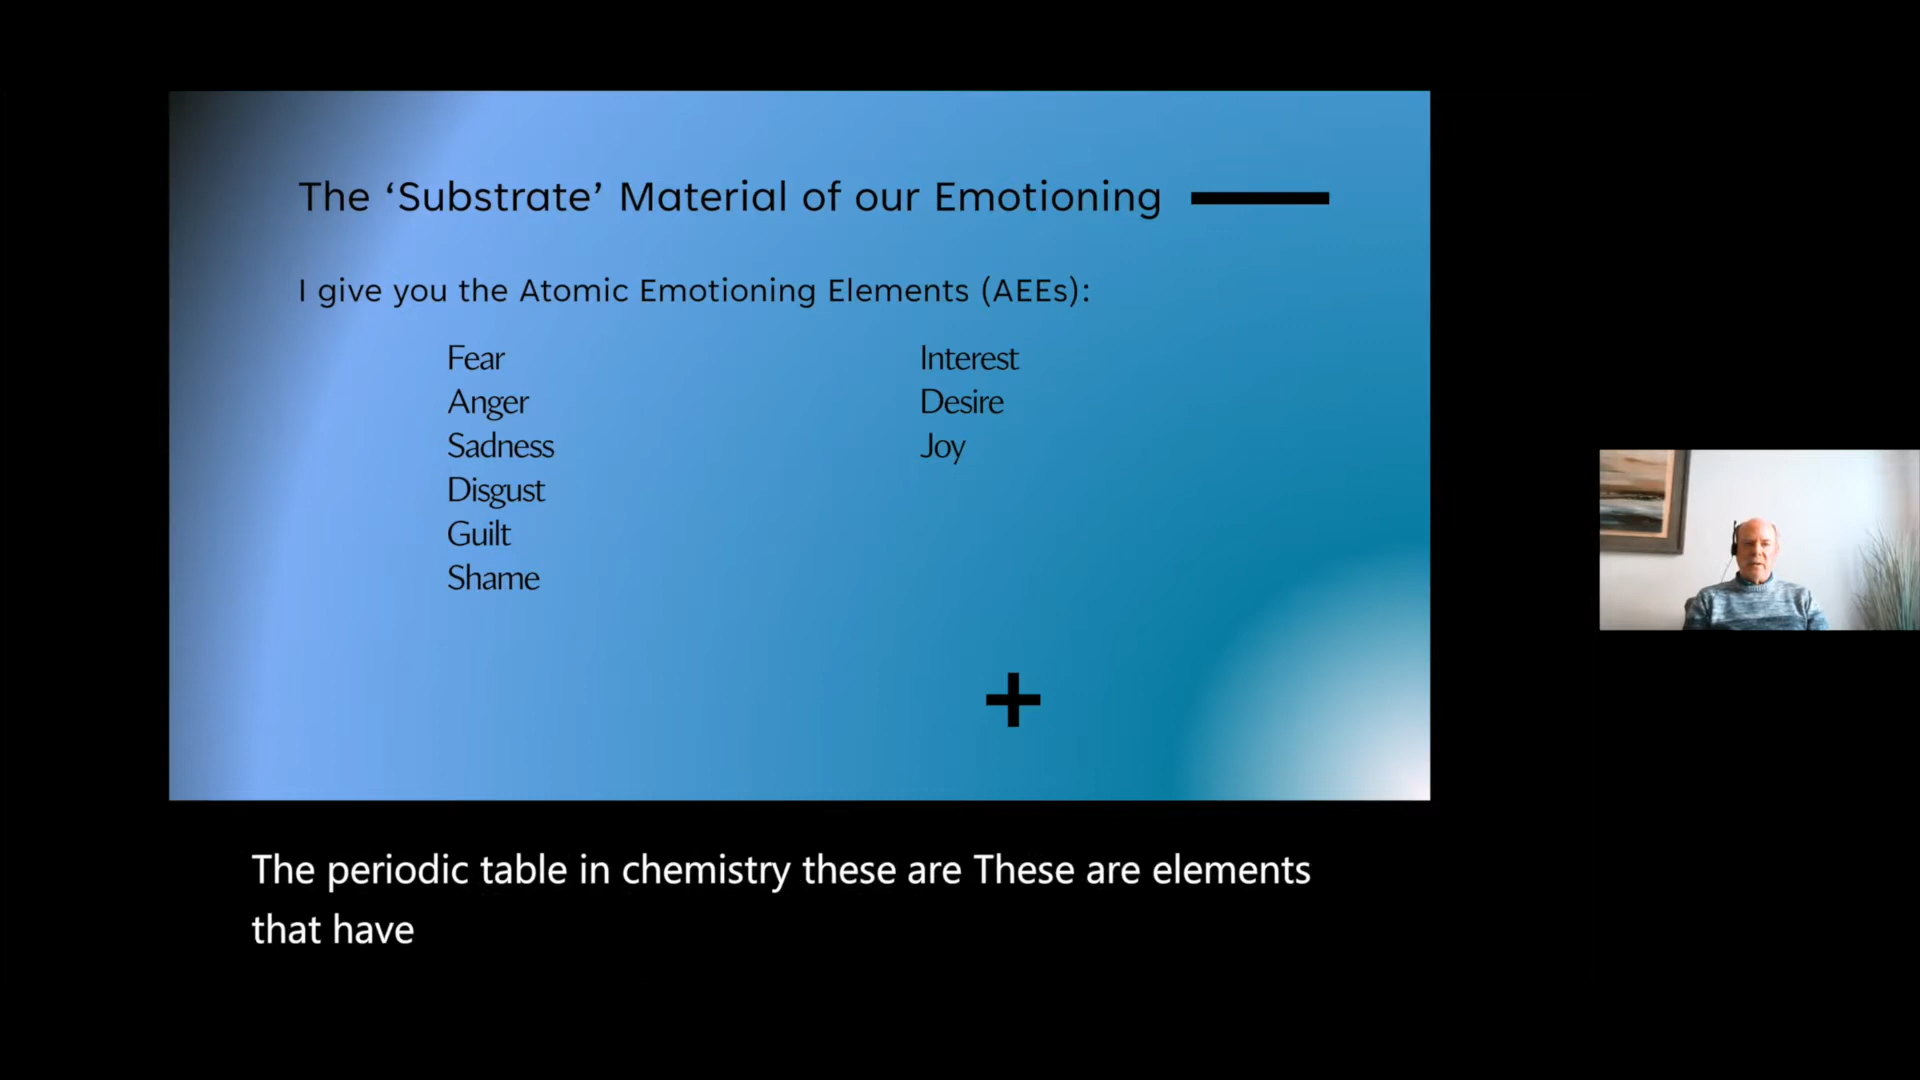 The ‘Substrate’ Material of our Emotioning
I give you the Atomic Emotioning Elements (AEEs):
Fear
Anger
Sadness
Disgust
Guilt
Shame
Interest
Desire
Joy
The periodic table in chemistry these are These are elements
that have